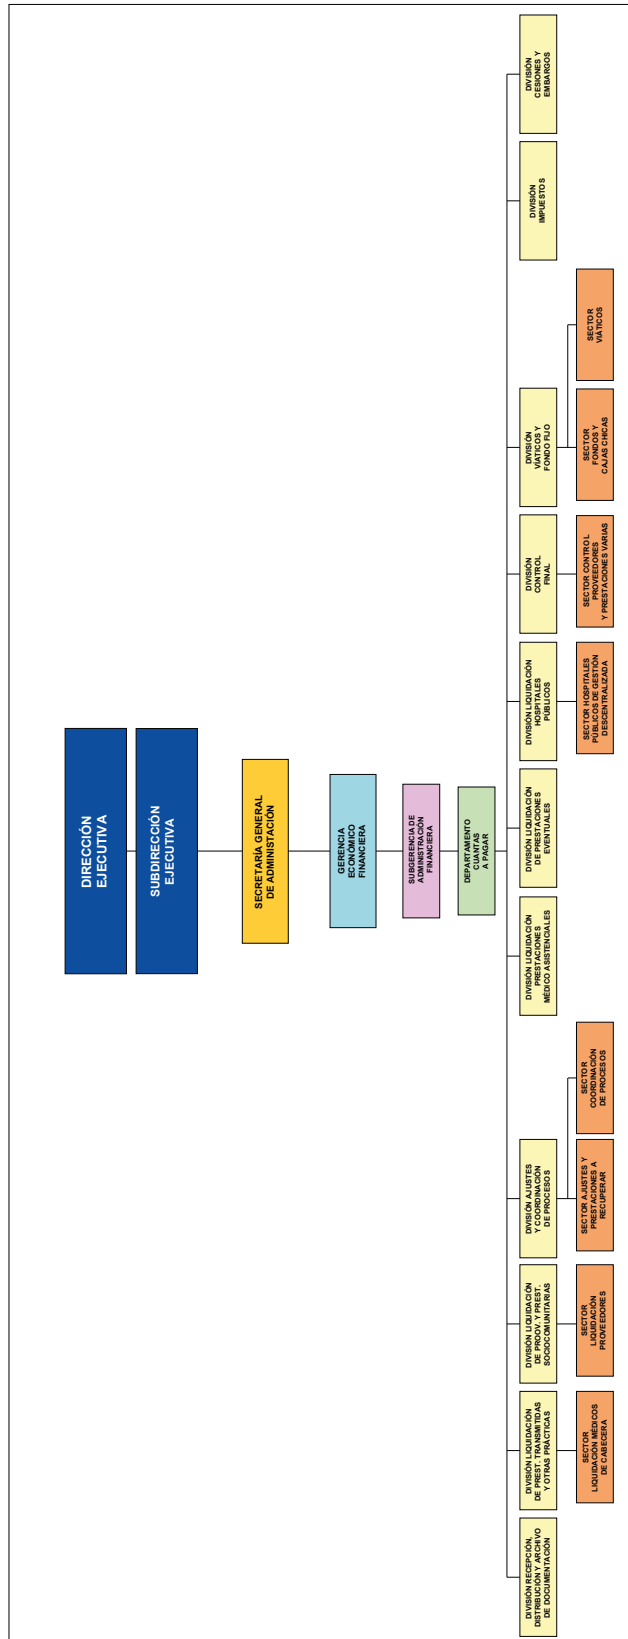 DIRECCIÓN
EJECUTIVA
SUBDIRECCIÓN
EJECUTIVA
SECRETARÍA GENERAL
DE ADMINISTACIÓN
GERENCIA
ECONÓMICO
FINANCIERA
SUBGERENCIA DE
ADMINISTRACIÓN
FINANCIERA
DEPARTAMENTO
CUANTAS
A PAGAR
DIVISIÓN RECEPCIÓN,
DISTRIBUCIÓN Y ARCHIVO
DE DOCUMENTACIÓN
DIVISIÓN LIQUIDACIÓN
DE PREST. TRANSMITIDAS
Y OTRAS PRÁCTICAS
DIVISIÓN LIQUIDACIÓN
DE PROOV. Y PREST.
SOCIOCOMUNITARIAS
DIVISIÓN AJUSTES
Y COORDINACIÓN
DE PROCESOS
DIVISIÓN LIQUIDACIÓN
PRESTACIONES
MÉDICO ASISTENCIALES
DIVISIÓN LIQUIDACIÓN
DE PRESTACIONES
EVENTUALES
DIVISIÓN LIQUIDACIÓN
HOSPITALES
PÚBLICOS
DIVISIÓN
CONTROL
FINAL
DIVISIÓN
VÍATICOS Y
FONDO FIJO
DIVISIÓN
IMPUESTOS
DIVISIÓN
CESIONES Y
EMBARGOS
SECTOR
LIQUIDACIÓN MÉDICOS
DE CABECERA
SECTOR
LIQUIDACIÓN
PROVEEDORES
SECTOR AJUSTES Y
PRESTACIONES A
RECUPERAR
SECTOR
COORDINACIÓN
DE PROCESOS
SECTOR HOSPITALES
PÚBLICOS DE GESTIÓN
DESCENTRALIZADA
SECTOR CONTROL
PROVEEDORES
Y PRESTACIONES VARIAS
SECTOR
FONDOS Y
CAJAS CHICAS
SECTOR
VIÁTICOS